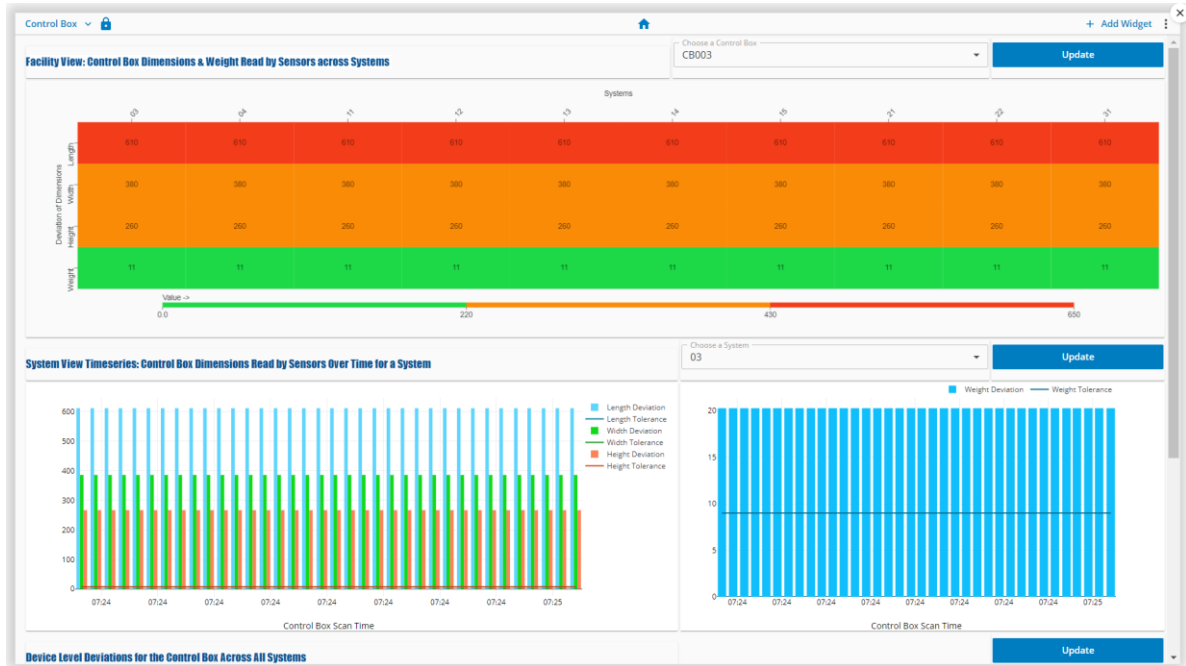 Control Box
+ Add Widget
Facility View: Control Box Dimensions & Weight Read by Sensors across Systems
Choose a Control Box
CB003
Update
Systems
03 04 11 12 13 14 15 21 22 31
Deviation of Dimensions
Length 610 610 610 610 610 610 610 610 610 610
Width 380 380 380 380 380 380 380 380 380 380
Height 260 260 260 260 260 260 260 260 260 260
Weight 11 11 11 11 11 11 11 11 11 11
Value ->
0.0 220 430 650
System View Timeseries: Control Box Dimensions Read by Sensors Over Time for a System
Choose a System
03
Update
Length Deviation
Length Tolerance
Width Deviation
Width Tolerance
Height Deviation
Height Tolerance
600
500
400
300
200
100
0
07:24 07:24 07:24 07:24 07:24 07:24 07:24 07:24 07:25
Control Box Scan Time
Weight Deviation Weight Tolerance
20
15
10
5
0
07:24 07:24 07:24 07:24 07:24 07:24 07:24 07:24 07:25
Control Box Scan Time
Device Level Deviations for the Control Box Across All Systems
Update